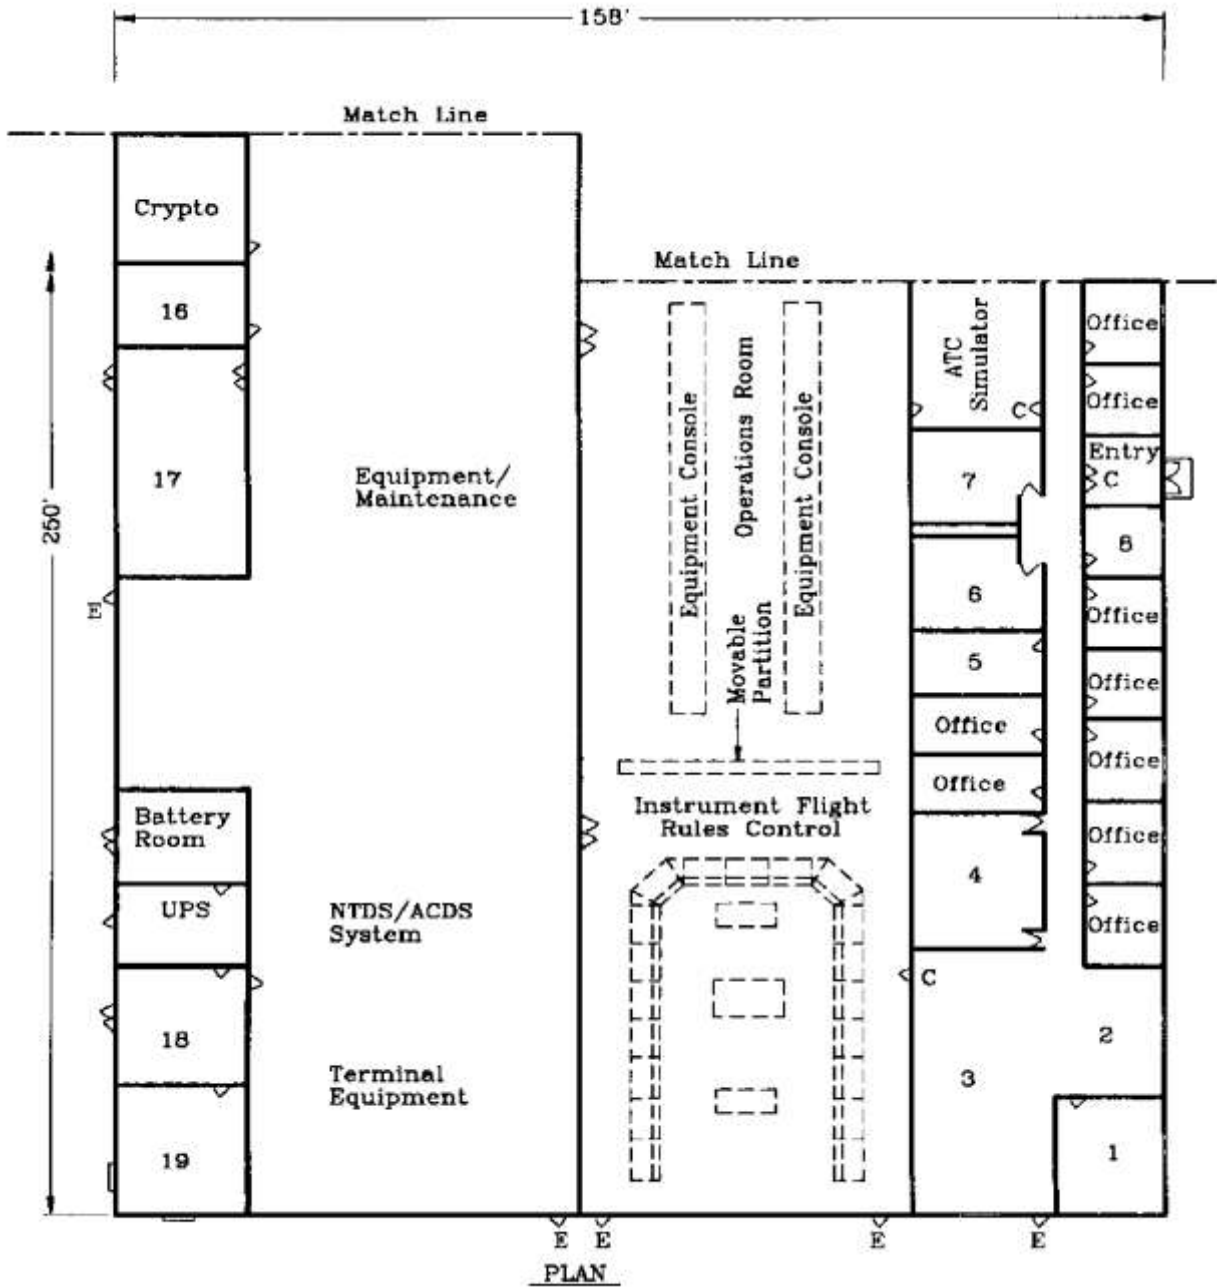 158'
Match Line
Crypto
Match Line
16
Office
ATC
Simulator
Equipment Console
Operations Room
Equipment Console
Office
C
Entry
C
17
Equipment/
Maintenance
7
250'
8
E
6
Office
5
Movable
Partition
Office
Office
Office
Office
Battery
Room
Instrument Flight
Rules Control
Office
4
UPS
NTDS/ACDS
System
Office
C
18
2
Terminal
Equipment
3
19
1
E
E
E
E
PLAN